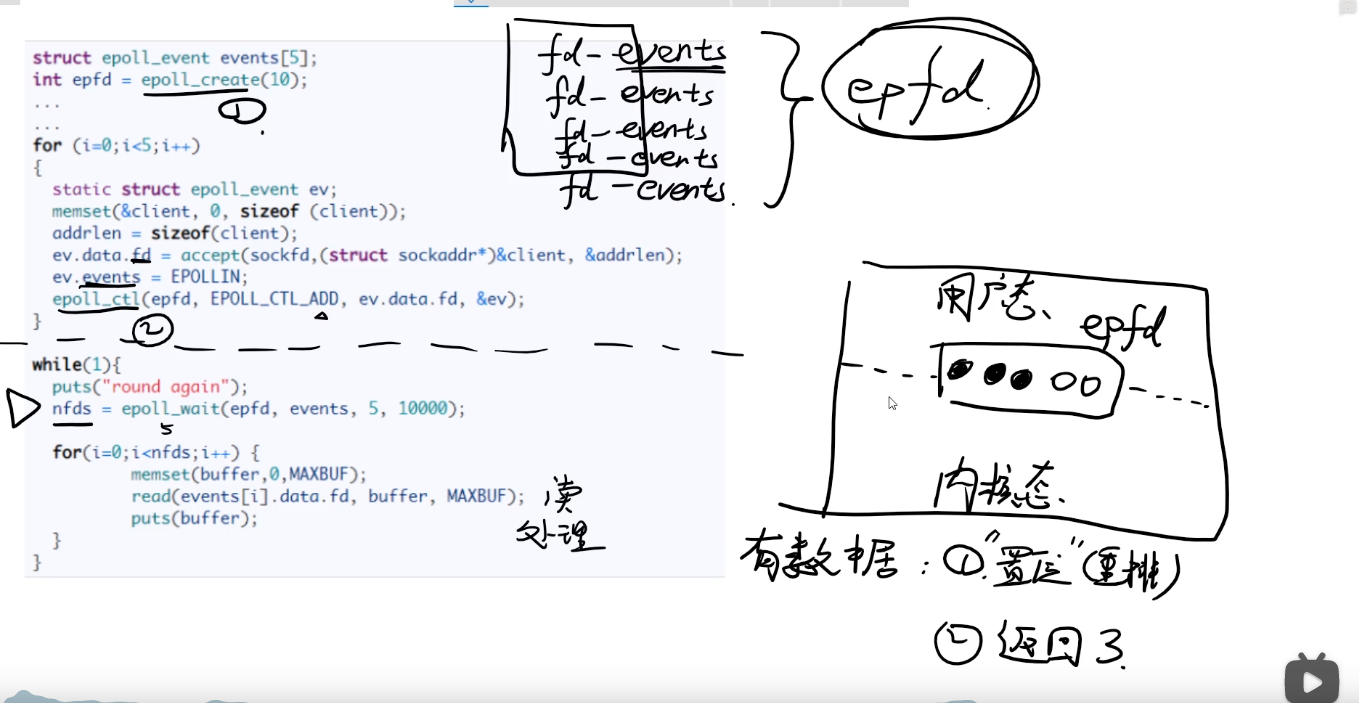 struct epoll_event events[5];
int epfd = epoll_create(10);
①
...
...
for (i=0;i<5;i++)
{
static struct epoll_event ev;
memset(&client, 0, sizeof (client));
addrlen = sizeof(client);
ev.data.fd = accept(sockfd,(struct sockaddr*)&client, &addrlen);
ev.events = EPOLLIN;
epoll_ctl(epfd, EPOLL_CTL_ADD, ev.data.fd, &ev);
}
②
while(1){
puts("round again");
nfds = epoll_wait(epfd, events, 5, 10000);
5
for(i=0;i<nfds;i++) {
memset(buffer,0,MAXBUF);
read(events[i].data.fd, buffer, MAXBUF);
puts(buffer);
}
}
读
处理
fd-events
fd-events
fd-events
fd-events
fd-events.
epfd.
用户态、
epfd
内核态.
有数据：①."置位"(重排)
②返回3.